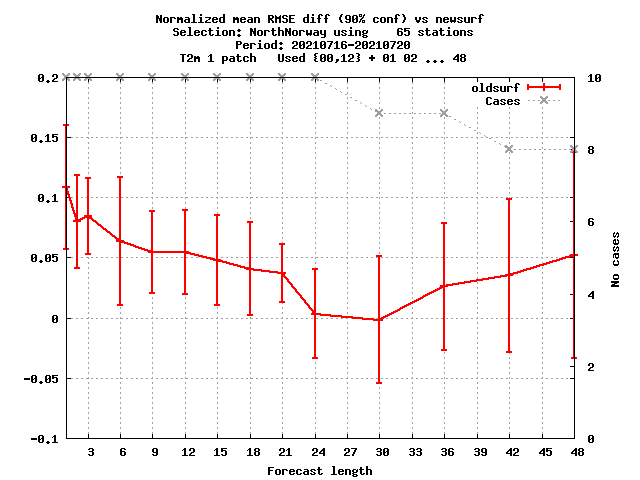 Normalized mean RMSE diff (90% conf) vs newsurf
Selection: NorthNorway using    65 stations
Period: 20210716-20210720
T2m 1 patch   Used {00,12} + 01 02 ... 48
oldsurf
Cases
0.2
0.15
0.1
0.05
0
-0.05
-0.1
10
8
6
4
2
0
No cases
3 6 9 12 15 18 21 24 27 30 33 36 39 42 45 48
Forecast length